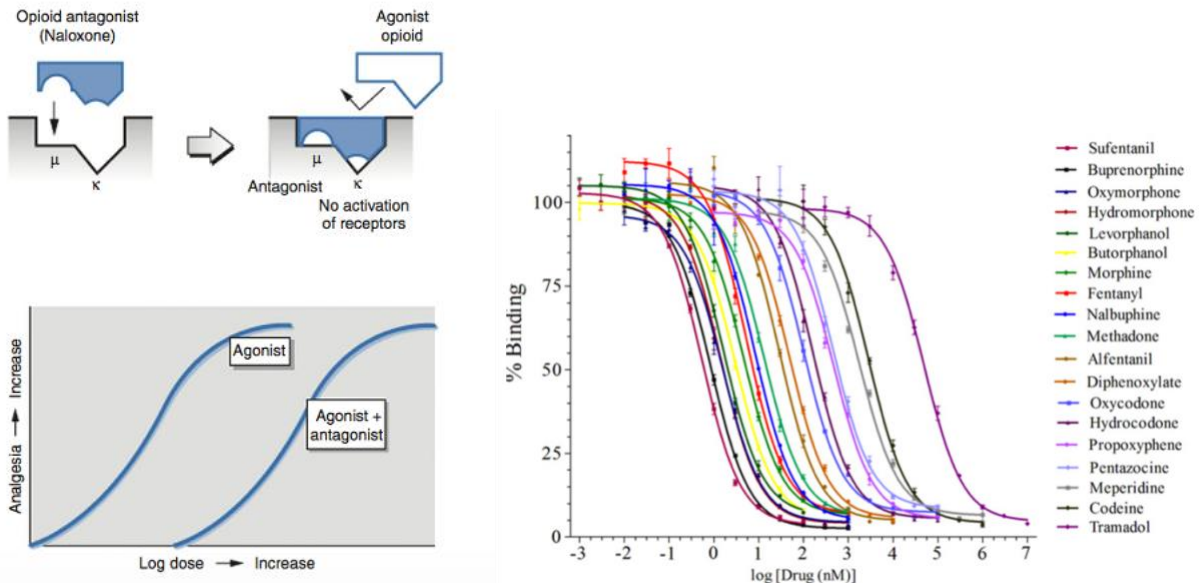 Opioid antagonist
(Naloxone)
Agonist
opioid
μ
κ
μ
Antagonist
κ
No activation
of receptors
Analgesia → Increase
Agonist
Agonist +
antagonist
Log dose → Increase
% Binding
100
75
50
25
0
-3 -2 -1 0 1 2 3 4 5 6 7
log [Drug (nM)]
Sufentanil
Buprenorphine
Oxymorphone
Hydromorphone
Levorphanol
Butorphanol
Morphine
Fentanyl
Nalbuphine
Methadone
Alfentanil
Diphenoxylate
Oxycodone
Hydrocodone
Propoxyphene
Pentazocine
Meperidine
Codeine
Tramadol